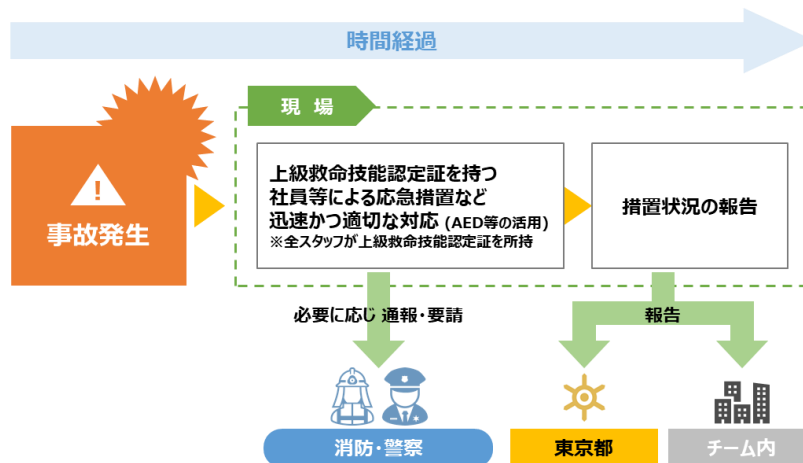 時間経過
現 場
!
事故発生
上級救命技能認定証を持つ
社員等による応急措置など
迅速かつ適切な対応 (AED等の活用)
※全スタッフが上級救命技能認定証を所持
措置状況の報告
必要に応じ 通報・要請
報告
消防・警察
東京都
チーム内